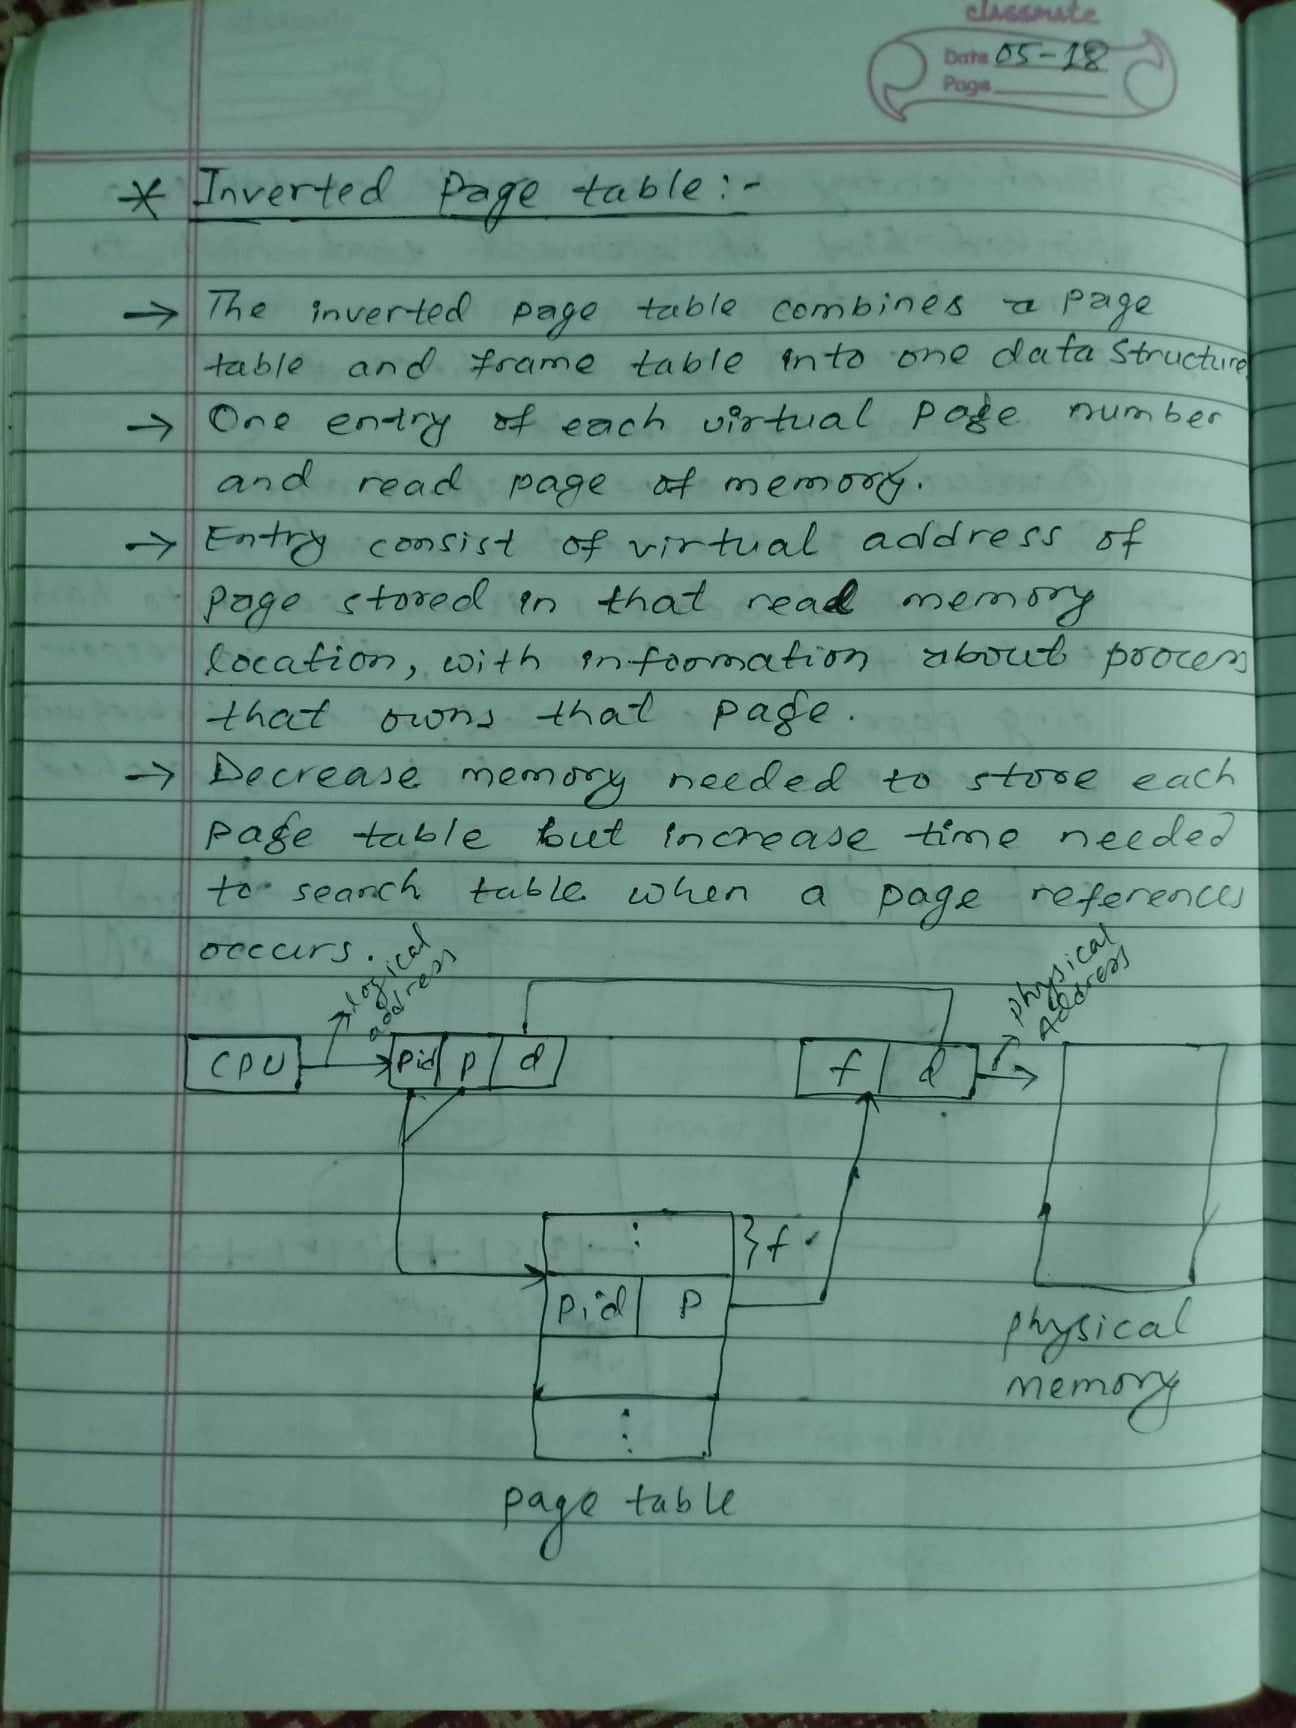 classmate
Date 05-18
Page
* Inverted Page table:-
→ The inverted page table combines a page
table and frame table into one data structure
→ One entry of each virtual page number
and read page of memory.
→ Entry consist of virtual address of
page stored in that real memory
location, with information about process
that owns that page.
→ Decrease memory needed to store each
page table but increase time needed
to search table when a page references
occurs.
logical
address
physical
Address
CPU
pid p d
f d
⋮ } f
pid p
physical
memory
⋮
page table